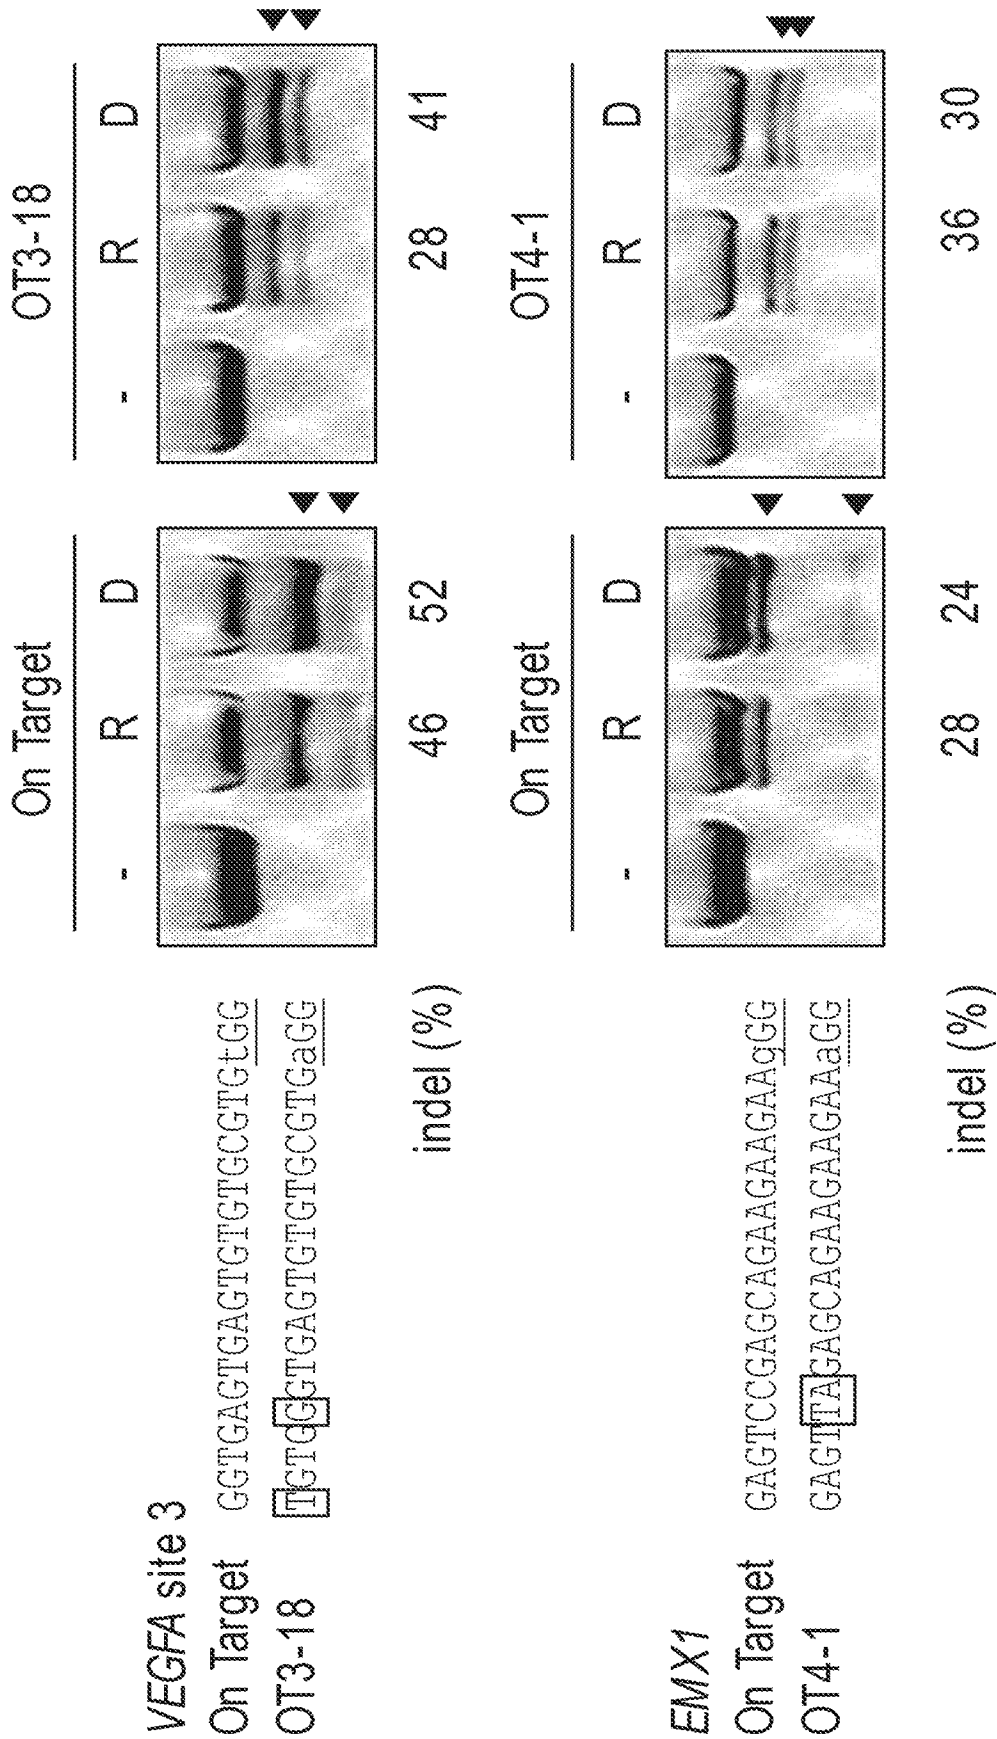 On Target OT3-18
- R D - R D
VEGFA site 3
On Target GGTGAGTGAGTGTGTGCGTGtGG
OT3-18 TGTGGGTGAGTGTGTGCGTGaGG
indel (%) 46 52 28 41
On Target OT4-1
- R D - R D
EMX1
On Target GAGTCCGAGCAGAAGAAGAAgGG
OT4-1 GAGTTAGAGCAGAAGAAGAAaGG
indel (%) 28 24 36 30